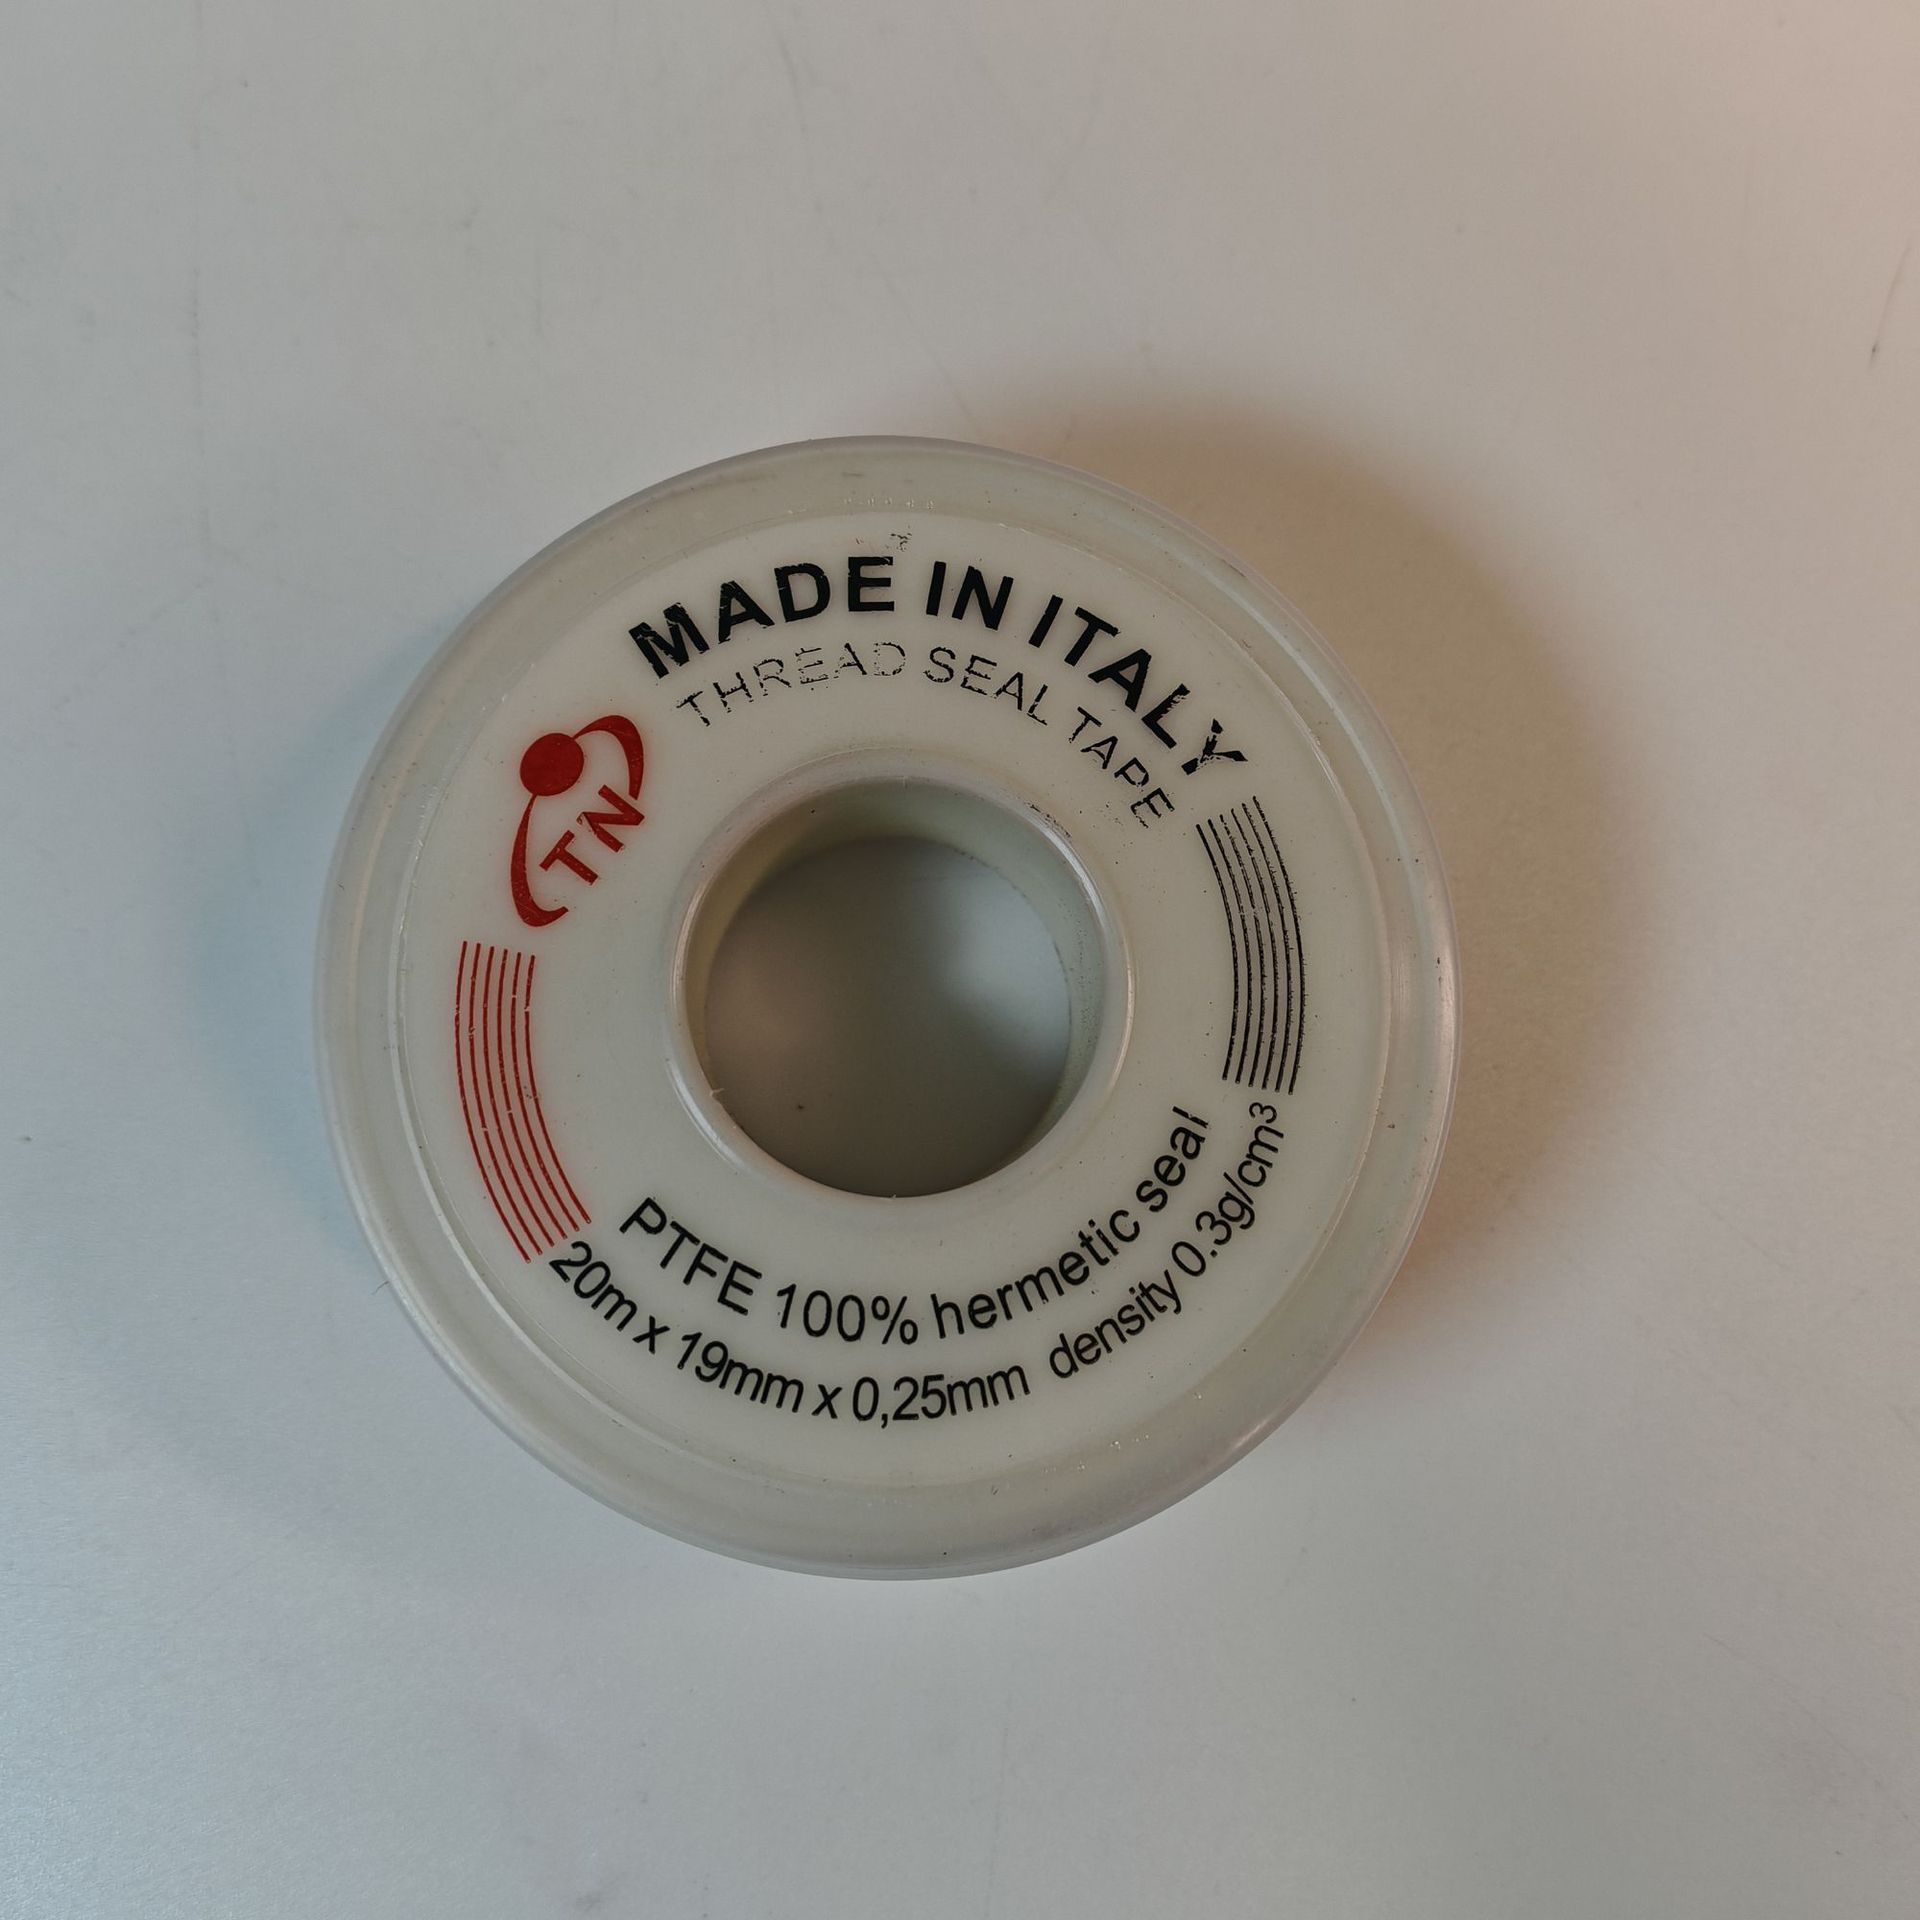 MADE IN ITALY
THREAD SEAL TAPE
TN
PTFE 100% hermetic seal
20m x 19mm x 0,25mm density 0.3g/cm³